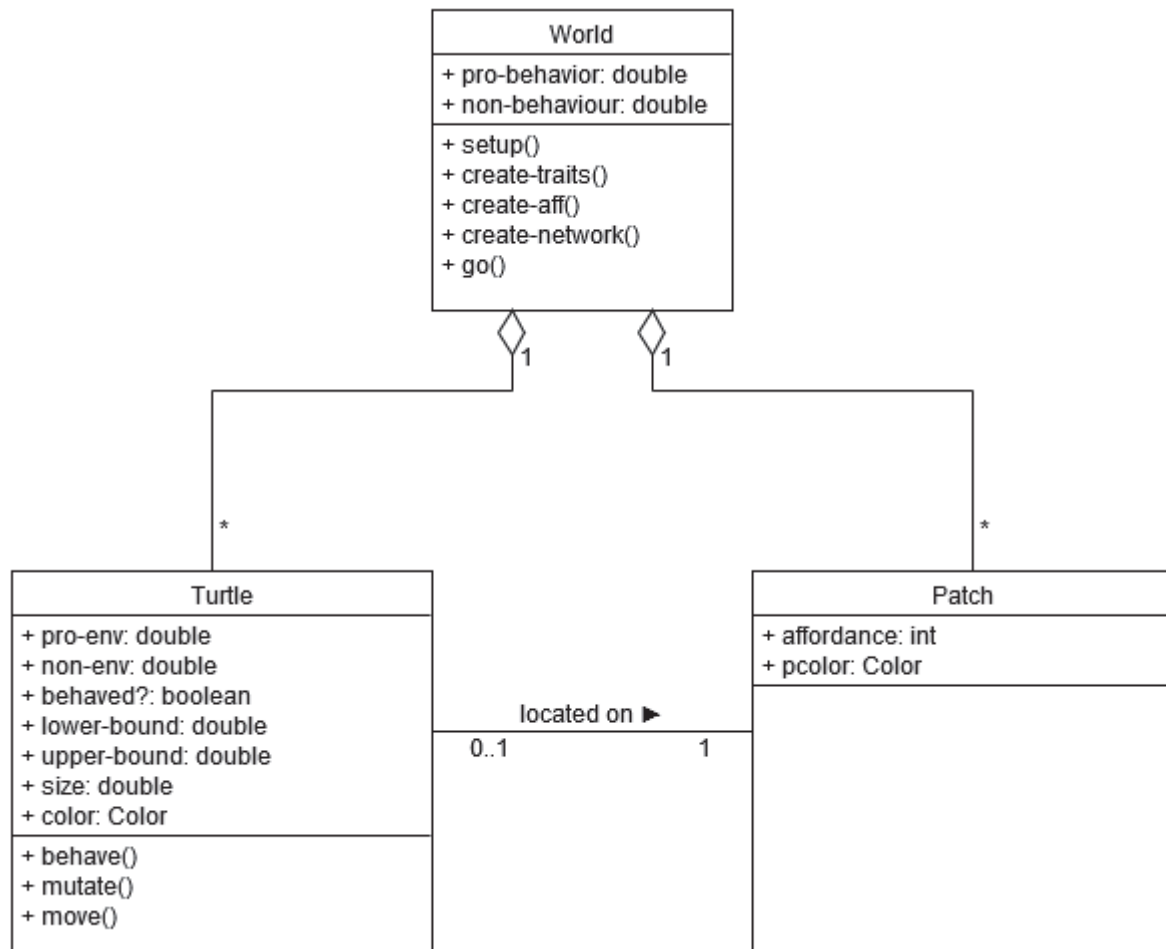 World
+ pro-behavior: double
+ non-behaviour: double
+ setup()
+ create-traits()
+ create-aff()
+ create-network()
+ go()
1
1
*
*
Turtle
+ pro-env: double
+ non-env: double
+ behaved?: boolean
+ lower-bound: double
+ upper-bound: double
+ size: double
+ color: Color
+ behave()
+ mutate()
+ move()
located on ►
0..1
1
Patch
+ affordance: int
+ pcolor: Color